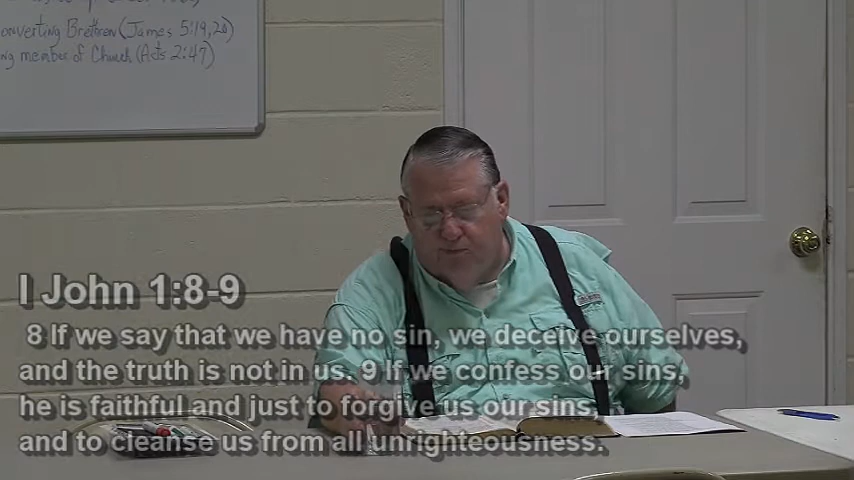 onverting Brethren (James 5:19,20)
ng member of Church (Acts 2:47)
I John 1:8-9
8 If we say that we have no sin, we deceive ourselves,
and the truth is not in us. 9 If we confess our sins,
he is faithful and just to forgive us our sins,
and to cleanse us from all unrighteousness.